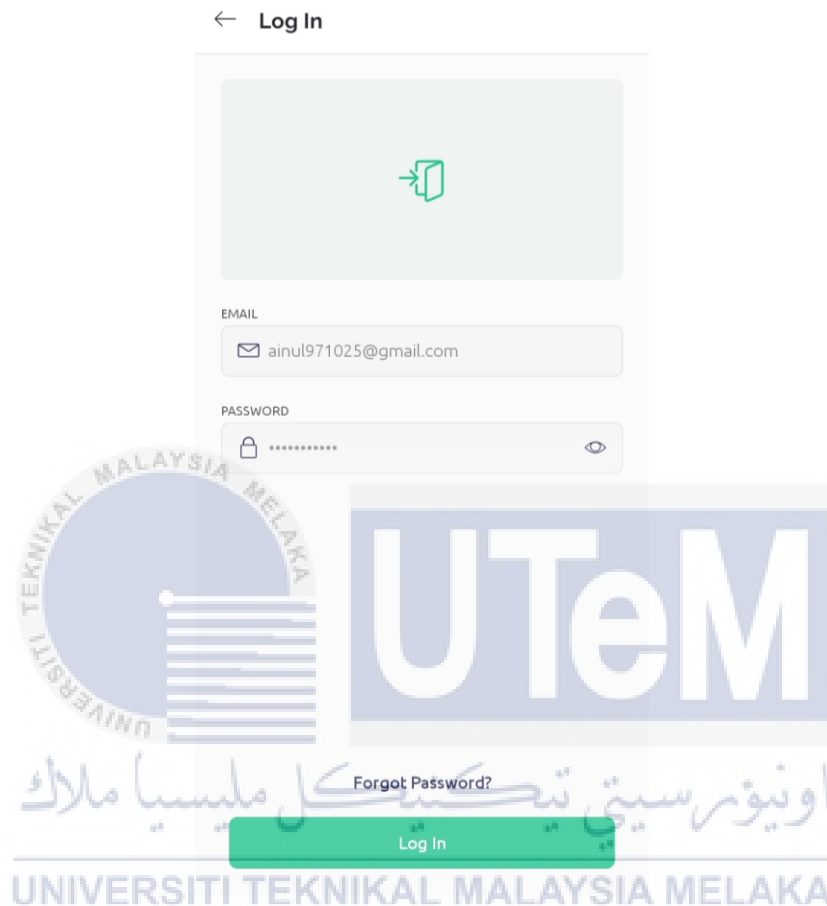 Log In
EMAIL
ainul971025@gmail.com
PASSWORD
•••••••••••
UNIVERSITI TEKNIKAL MALAYSIA MELAKA
UTeM
Forgot Password?
اونيۏرسيتي تيكنيكل مليسيا ملاك
Log In
UNIVERSITI TEKNIKAL MALAYSIA MELAKA